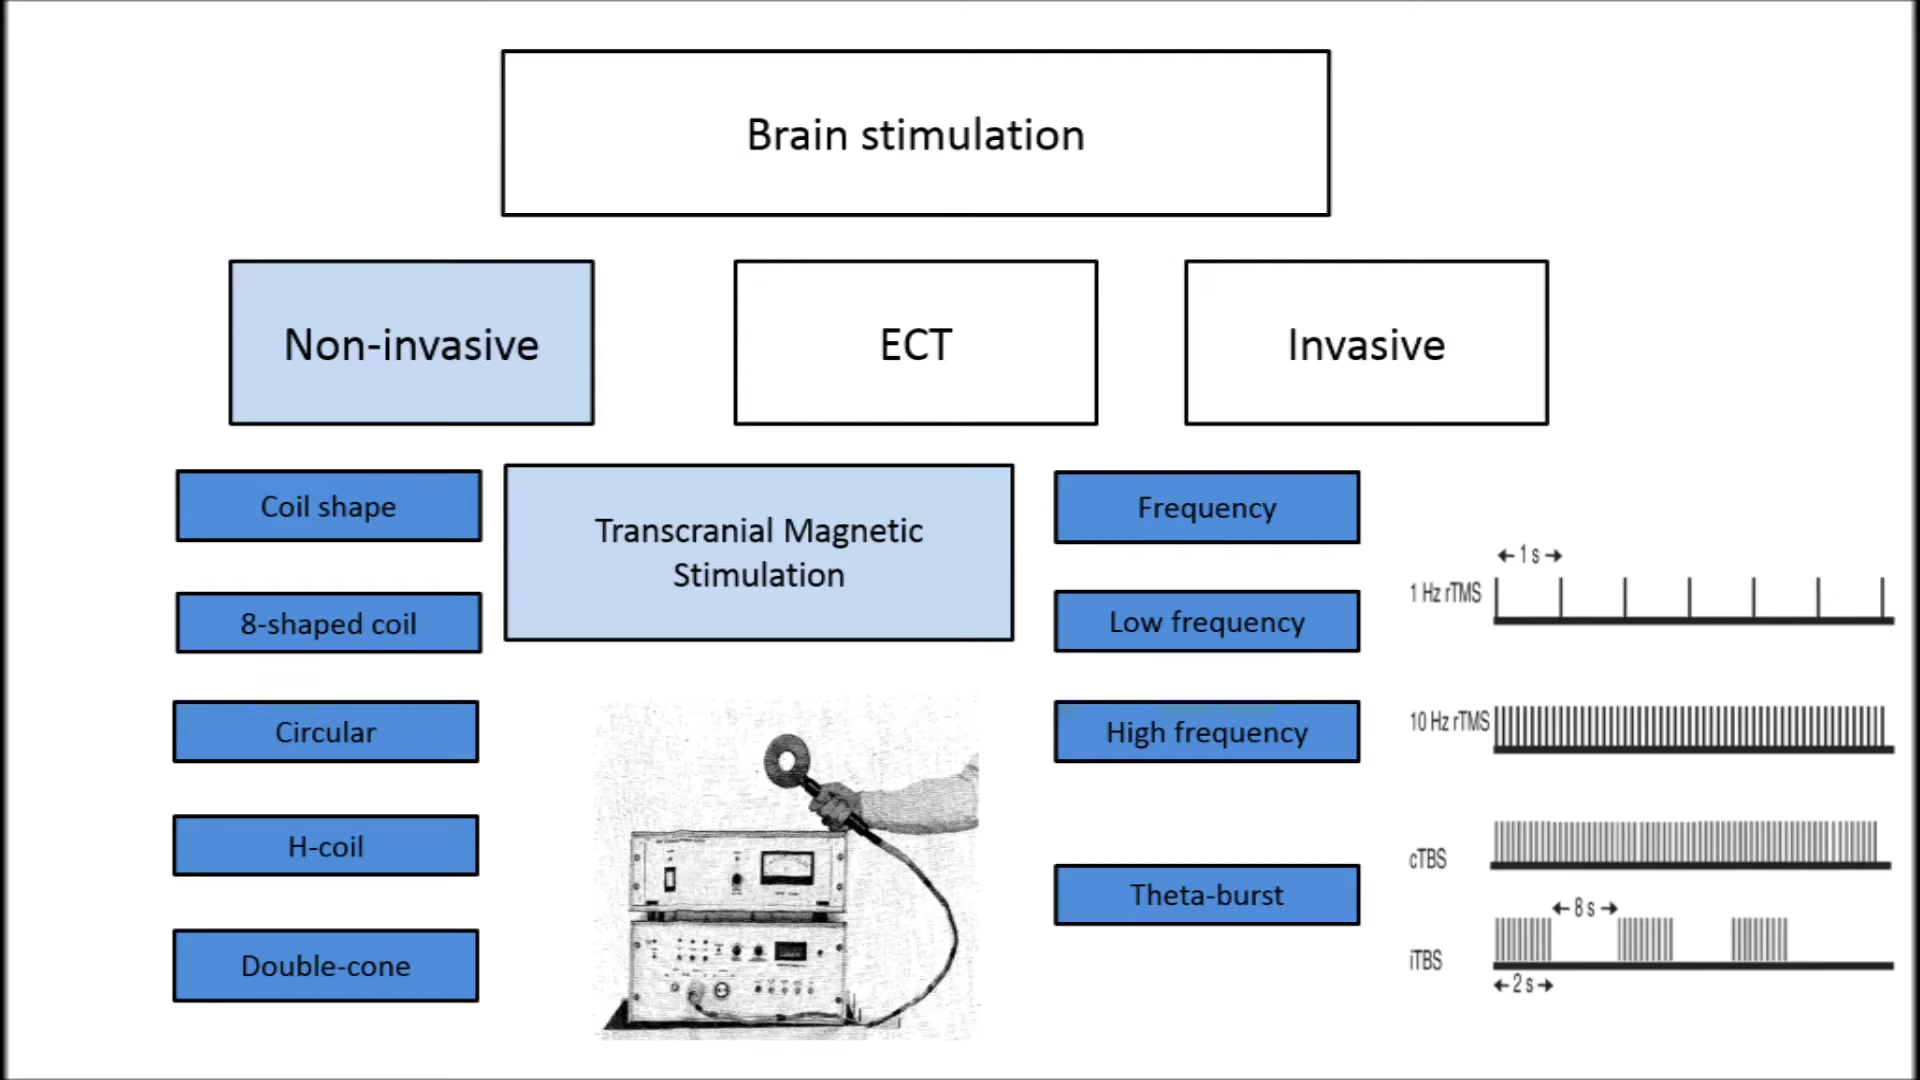 Brain stimulation
Non-invasive
ECT
Invasive
Coil shape
8-shaped coil
Circular
H-coil
Double-cone
Transcranial Magnetic
Stimulation
Frequency
Low frequency
High frequency
Theta-burst
1 s
1 Hz rTMS
10 Hz rTMS
cTBS
8 s
iTBS
2 s